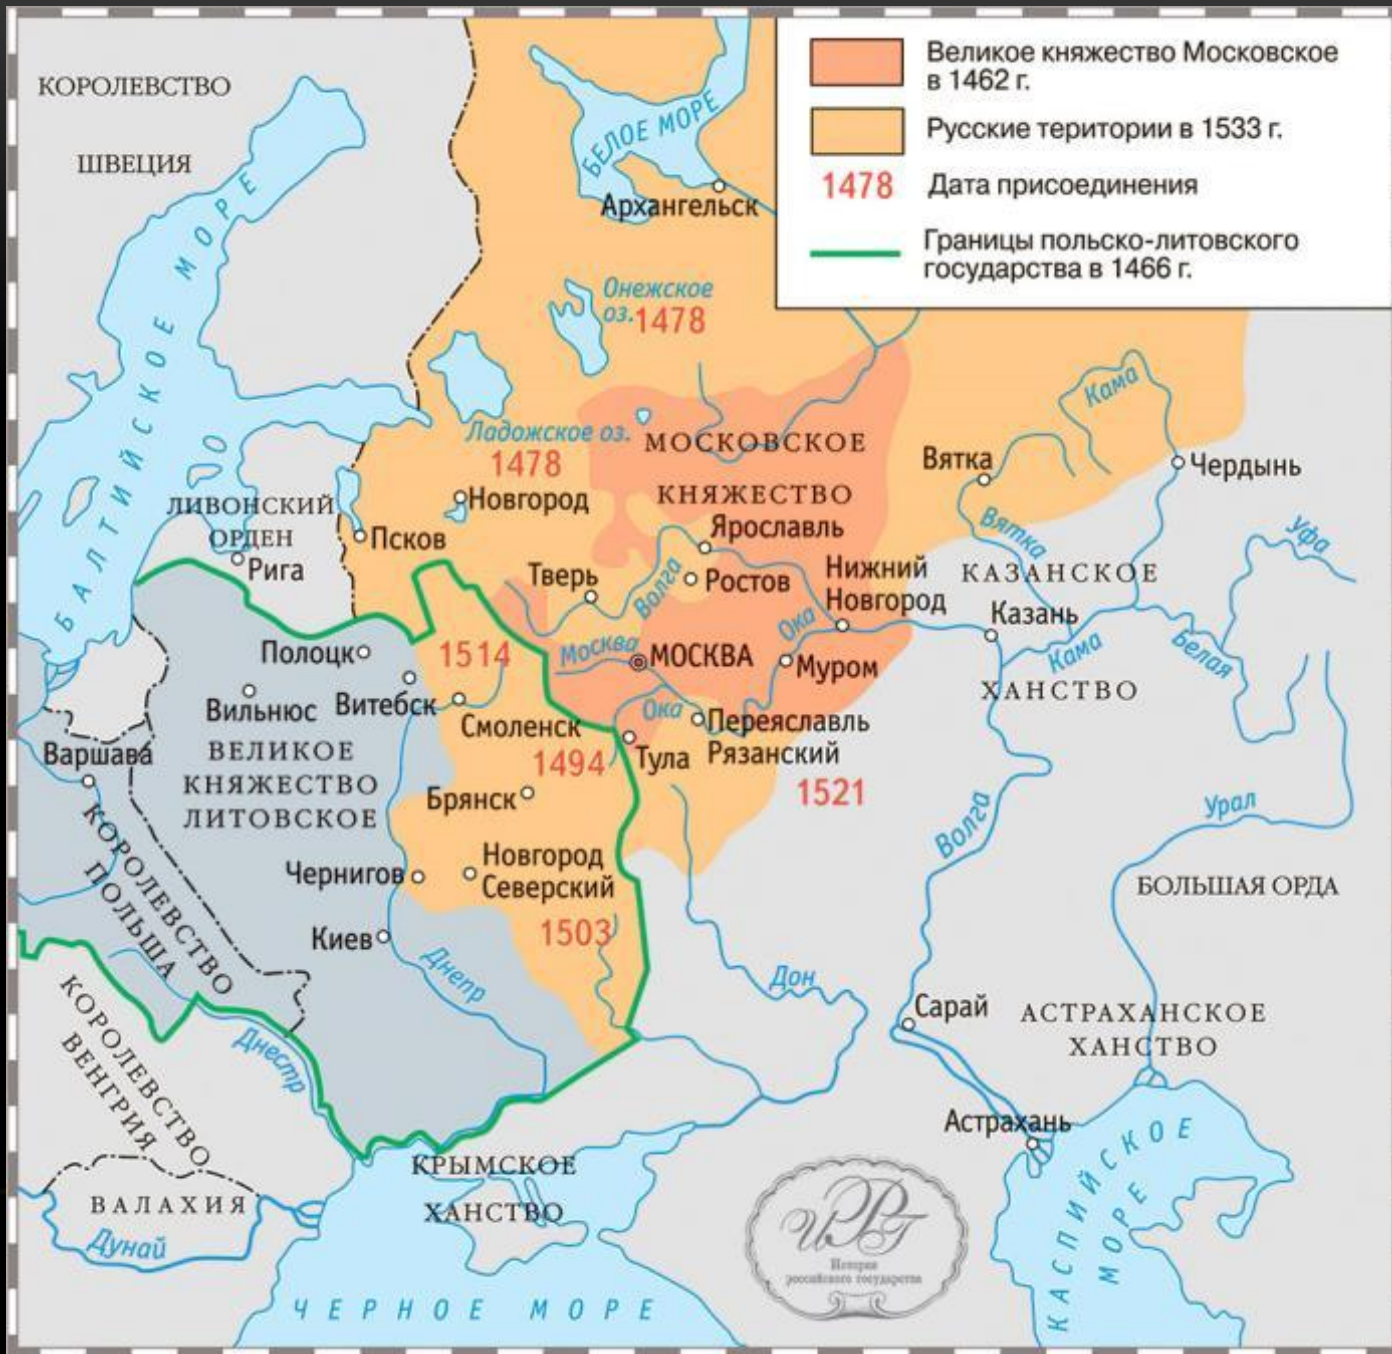 КОРОЛЕВСТВО
ШВЕЦИЯ
Великое княжество Московское
в 1462 г.
Русские територии в 1533 г.
1478 Дата присоединения
Границы польско-литовского
государства в 1466 г.
БЕЛОЕ МОРЕ
Архангельск
Онежское
оз. 1478
БАЛТИЙСКОЕ МОРЕ
Ладожское оз.
1478
Новгород
МОСКОВСКОЕ
КНЯЖЕСТВО
Ярославль
Вятка
Кама
Чердынь
Вятка
Уфа
ЛИВОНСКИЙ
ОРДЕН
Рига
Псков
Тверь
Волга
Ростов
Нижний
Новгород
КАЗАНСКОЕ
Казань
Ока
Кама
Белая
ХАНСТВО
Полоцк
1514
Москва
МОСКВА
Муром
Вильнюс
Витебск
Смоленск
Ока
Переяславль
Рязанский
Варшава
ВЕЛИКОЕ
КНЯЖЕСТВО
ЛИТОВСКОЕ
1494
Тула
1521
Брянск
Волга
Урал
КОРОЛЕВСТВО
ПОЛЬША
Чернигов
Новгород
Северский
БОЛЬШАЯ ОРДА
1503
Киев
Днепр
Дон
Сарай
АСТРАХАНСКОЕ
ХАНСТВО
КОРОЛЕВСТВО
ВЕНГРИЯ
Днестр
Астрахань
КРЫМСКОЕ
ХАНСТВО
ВАЛАХИЯ
Дунай
КАСПИЙСКОЕ
МОРЕ
ИРГ
История
российского государства
ЧЕРНОЕ МОРЕ